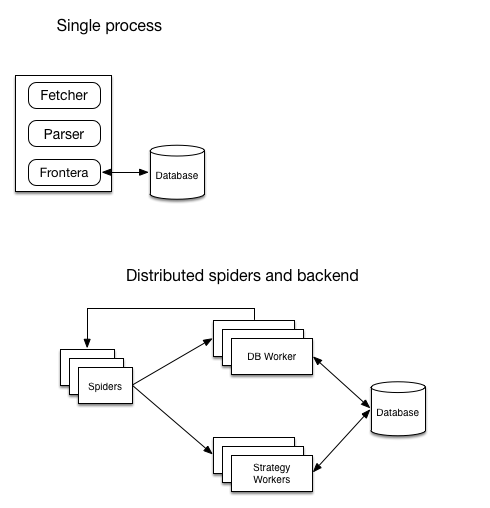 Single process
Fetcher
Parser
Frontera
Database
Distributed spiders and backend
DB Worker
Spiders
Database
Strategy
Workers